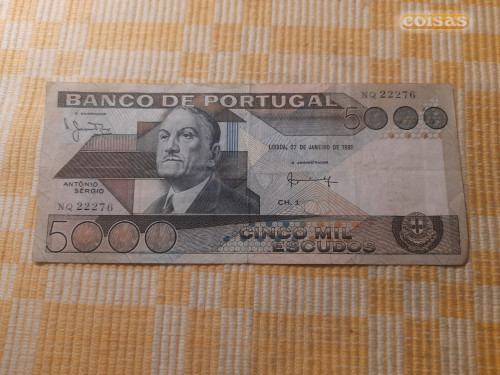 coisas
BANCO DE PORTUGAL
NQ 22276
5000
LISBOA, 27 DE JANEIRO DE 1981
O ADMINISTRADOR
ANTÓNIO
SÉRGIO
NQ 22276
CH. 1
5000
CINCO MIL
ESCUDOS